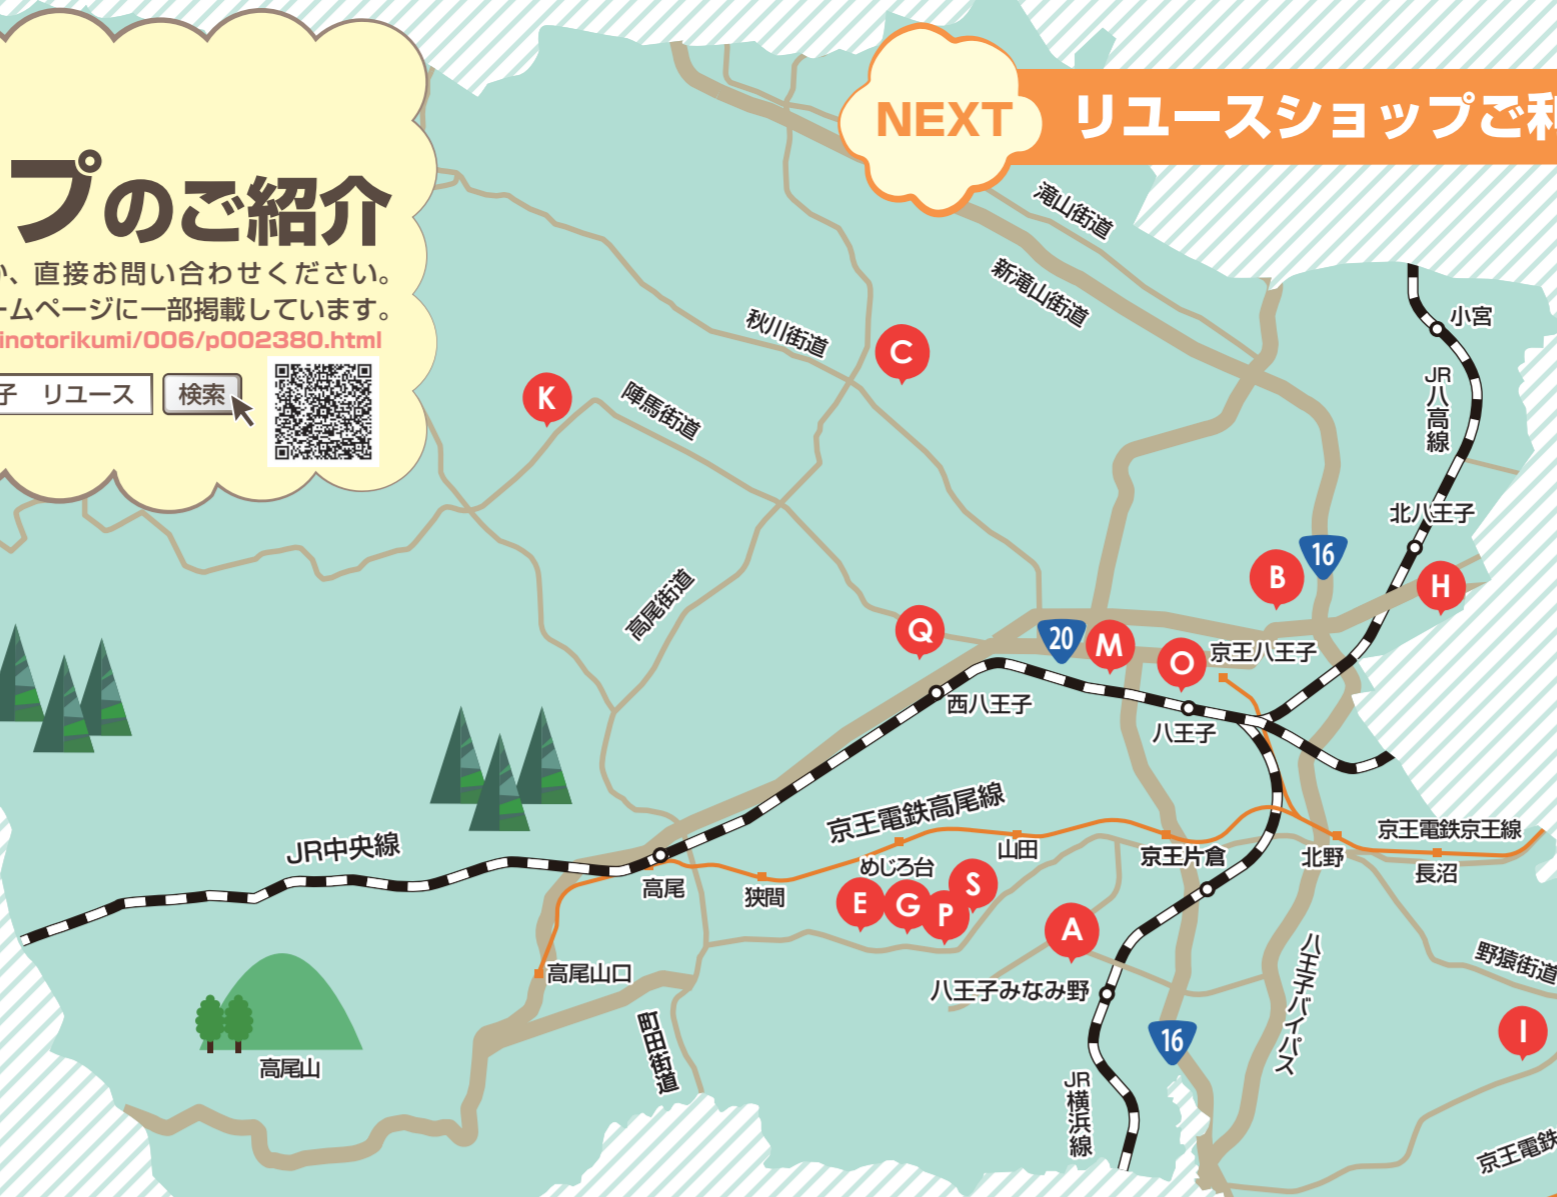 プのご紹介
、直接お問い合わせください。
ームページに一部掲載しています。
inotorikumi/006/p002380.html
子 リユース
検索
NEXT
リユースショップご利
滝山街道
新滝山街道
秋川街道
陣馬街道
高尾街道
K
C
小宮
JR八高線
北八王子
16
B
H
Q
20
M
O
京王八王子
西八王子
八王子
JR中央線
京王電鉄高尾線
めじろ台
山田
京王片倉
北野
京王電鉄京王線
長沼
高尾
狭間
E
G
P
S
A
高尾山口
八王子みなみ野
野猿街道
八王子バイパス
高尾山
町田街道
16
I
JR横浜線
京王電鉄